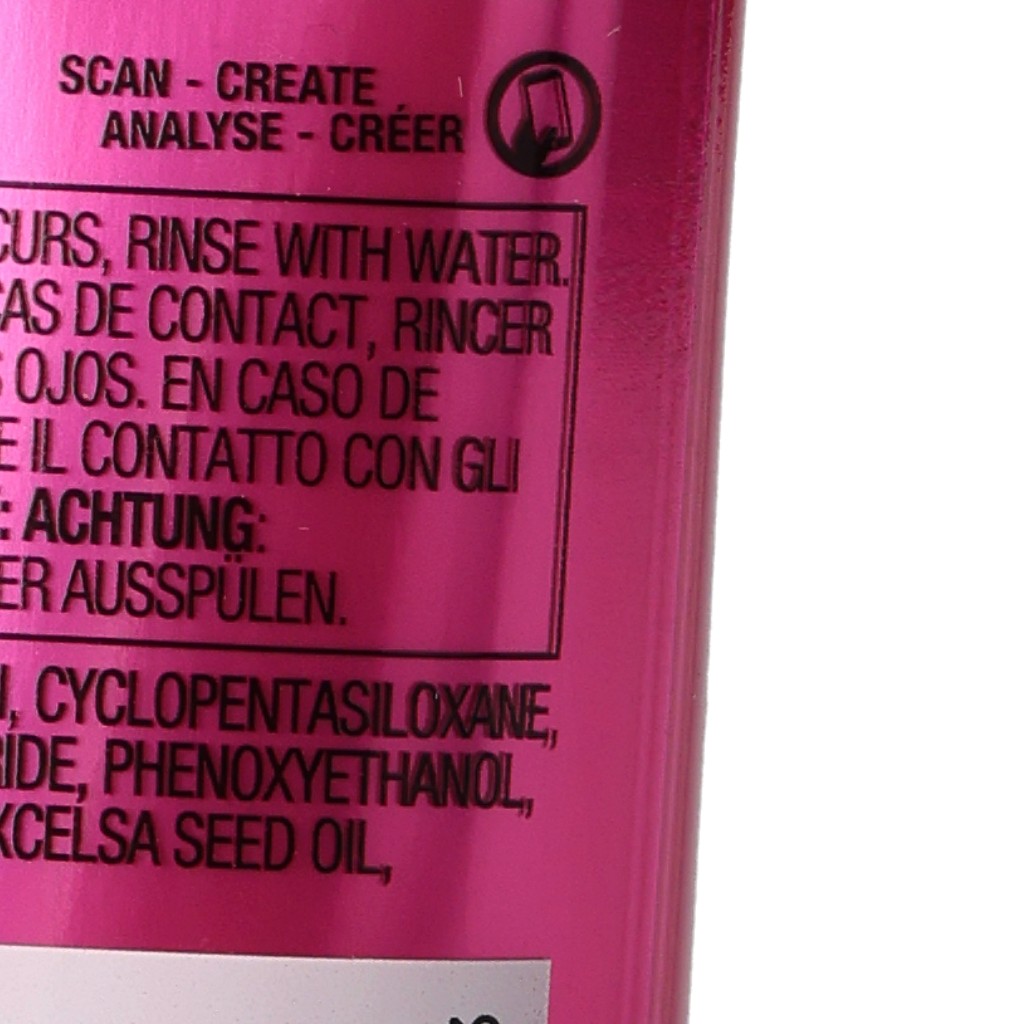 SCAN - CREATE
ANALYSE - CRÉER
CURS, RINSE WITH WATER.
CAS DE CONTACT, RINCER
S OJOS. EN CASO DE
E IL CONTATTO CON GLI
: ACHTUNG:
ER AUSSPÜLEN.
, CYCLOPENTASILOXANE,
RIDE, PHENOXYETHANOL,
XCELSA SEED OIL,